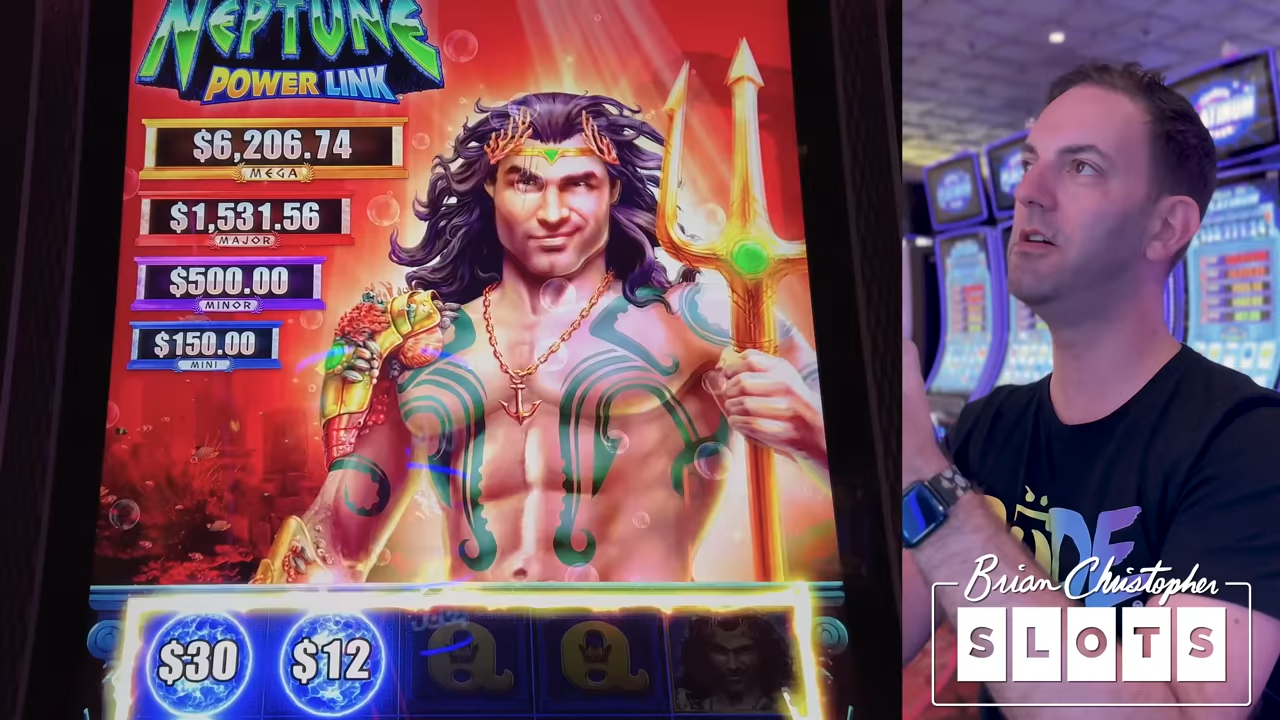 NEPTUNE
POWER LINK
$6,206.74
MEGA
$1,531.56
MAJOR
$500.00
MINOR
$150.00
MINI
$30
$12
Q
Q
Brian Christopher
SLOTS